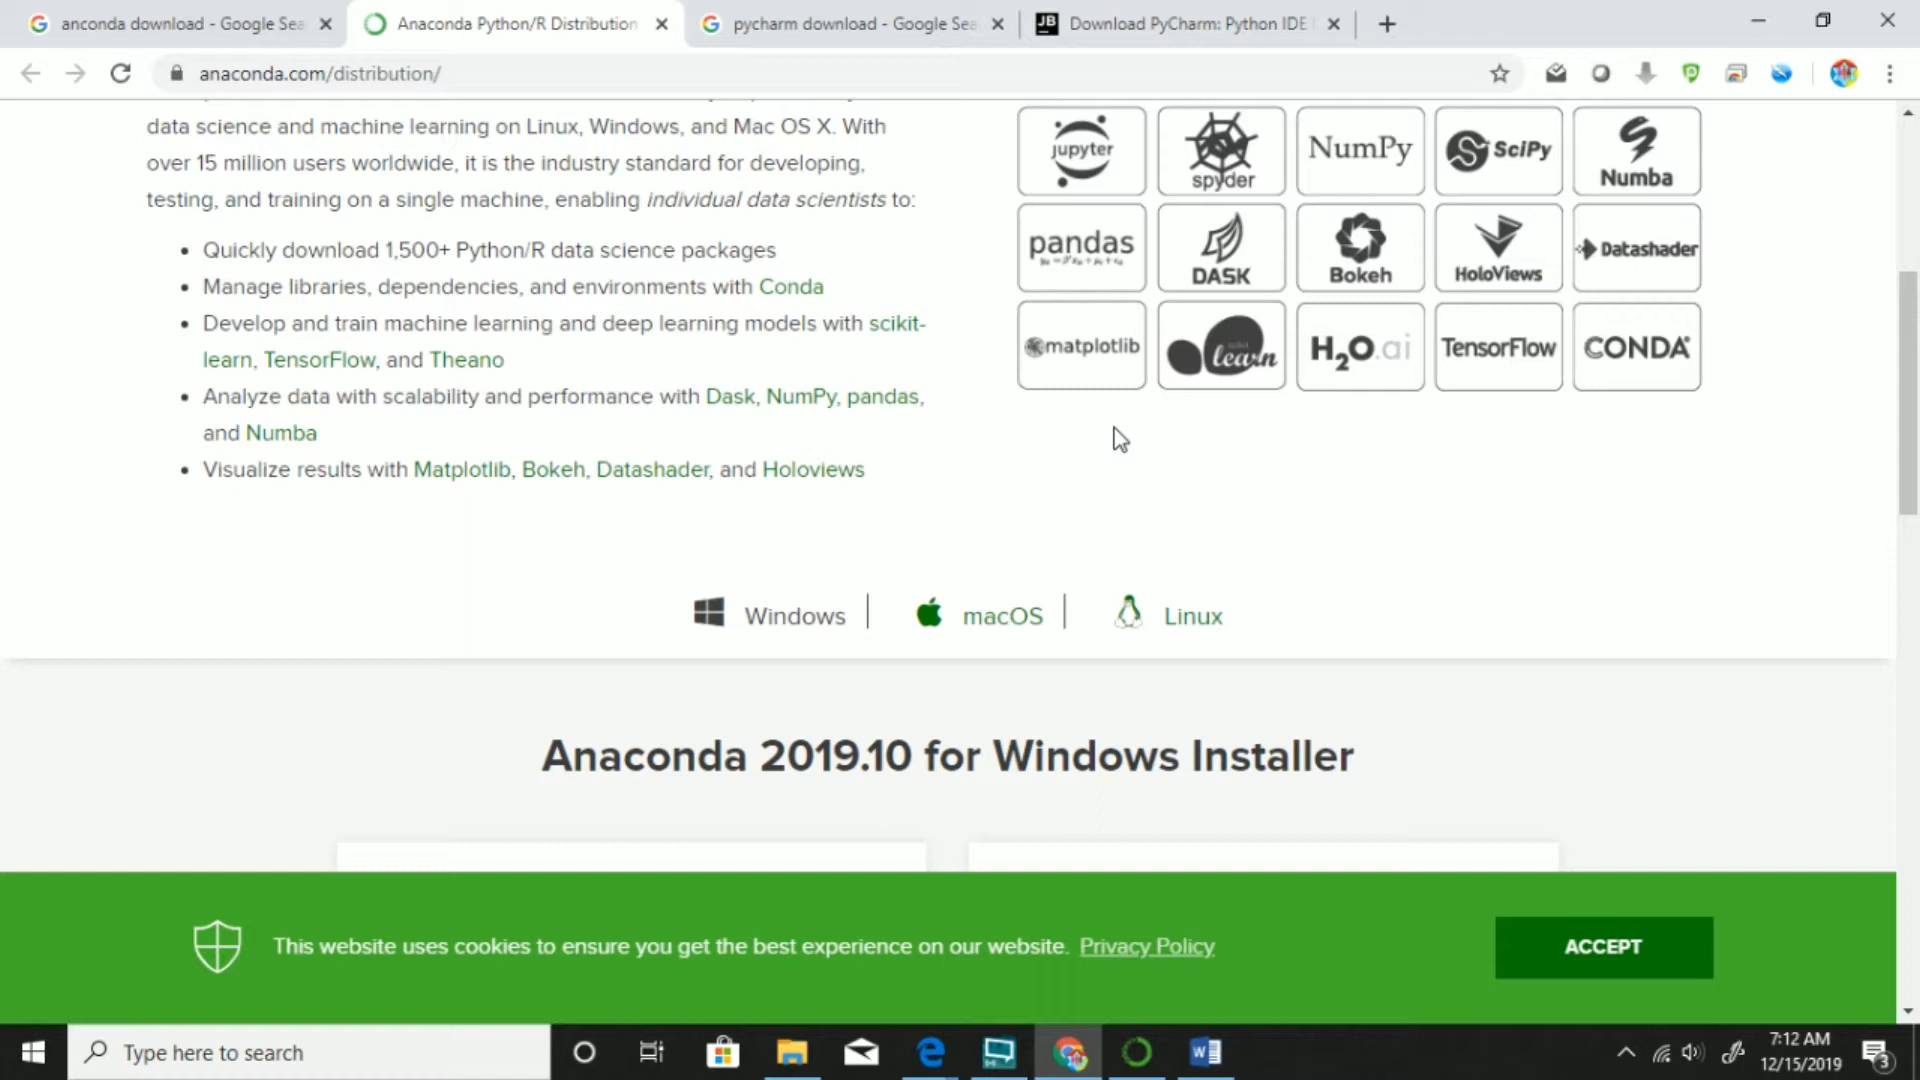 anconda download - Google Sea
Anaconda Python/R Distribution
pycharm download - Google Sea
Download PyCharm: Python IDE
anaconda.com/distribution/
data science and machine learning on Linux, Windows, and Mac OS X. With
over 15 million users worldwide, it is the industry standard for developing,
testing, and training on a single machine, enabling individual data scientists to:
• Quickly download 1,500+ Python/R data science packages
• Manage libraries, dependencies, and environments with Conda
• Develop and train machine learning and deep learning models with scikit-
learn, TensorFlow, and Theano
• Analyze data with scalability and performance with Dask, NumPy, pandas,
and Numba
• Visualize results with Matplotlib, Bokeh, Datashader, and Holoviews
jupyter
spyder
NumPy
SciPy
Numba
pandas
DASK
Bokeh
HoloViews
Datashader
matplotlib
learn
H2O.ai
TensorFlow
CONDA
Windows
macOS
Linux
Anaconda 2019.10 for Windows Installer
This website uses cookies to ensure you get the best experience on our website. Privacy Policy
ACCEPT
Type here to search
7:12 AM
12/15/2019
3